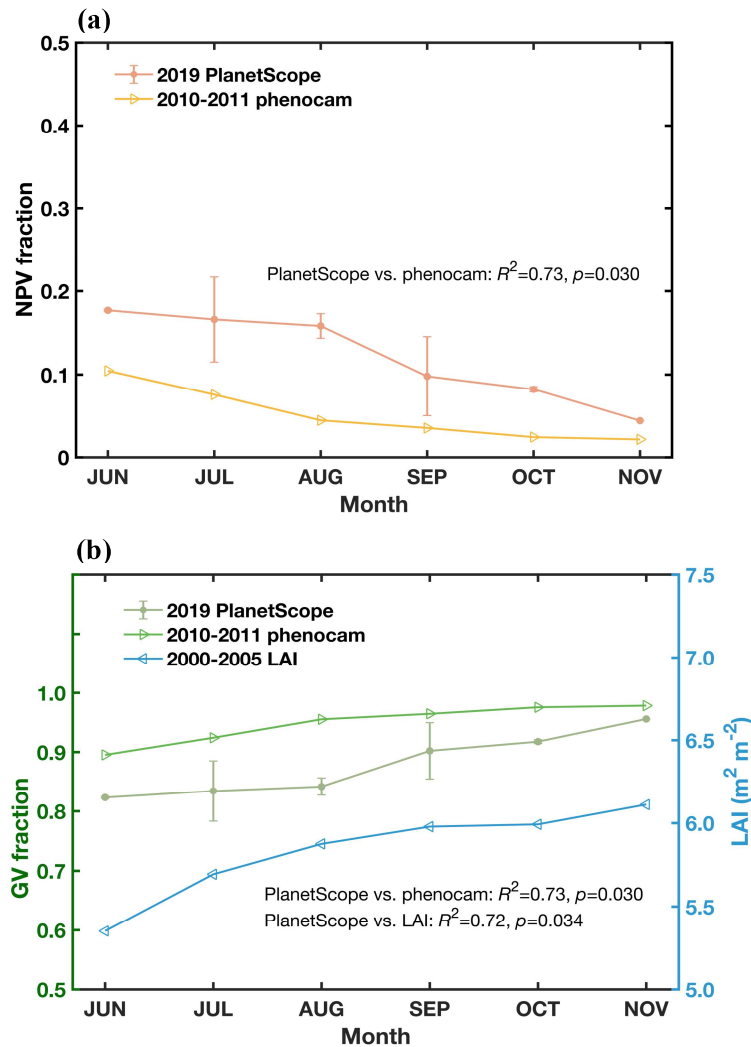 (a)
0.5
0.4
0.3
0.2
0.1
0
NPV fraction
2019 PlanetScope
2010-2011 phenocam
PlanetScope vs. phenocam: R²=0.73, p=0.030
JUN JUL AUG SEP OCT NOV
Month
(b)
1.0
0.9
0.8
0.7
0.6
0.5
GV fraction
2019 PlanetScope
2010-2011 phenocam
2000-2005 LAI
PlanetScope vs. phenocam: R²=0.73, p=0.030
PlanetScope vs. LAI: R²=0.72, p=0.034
7.5
7.0
6.5
6.0
5.5
5.0
LAI (m² m⁻²)
JUN JUL AUG SEP OCT NOV
Month